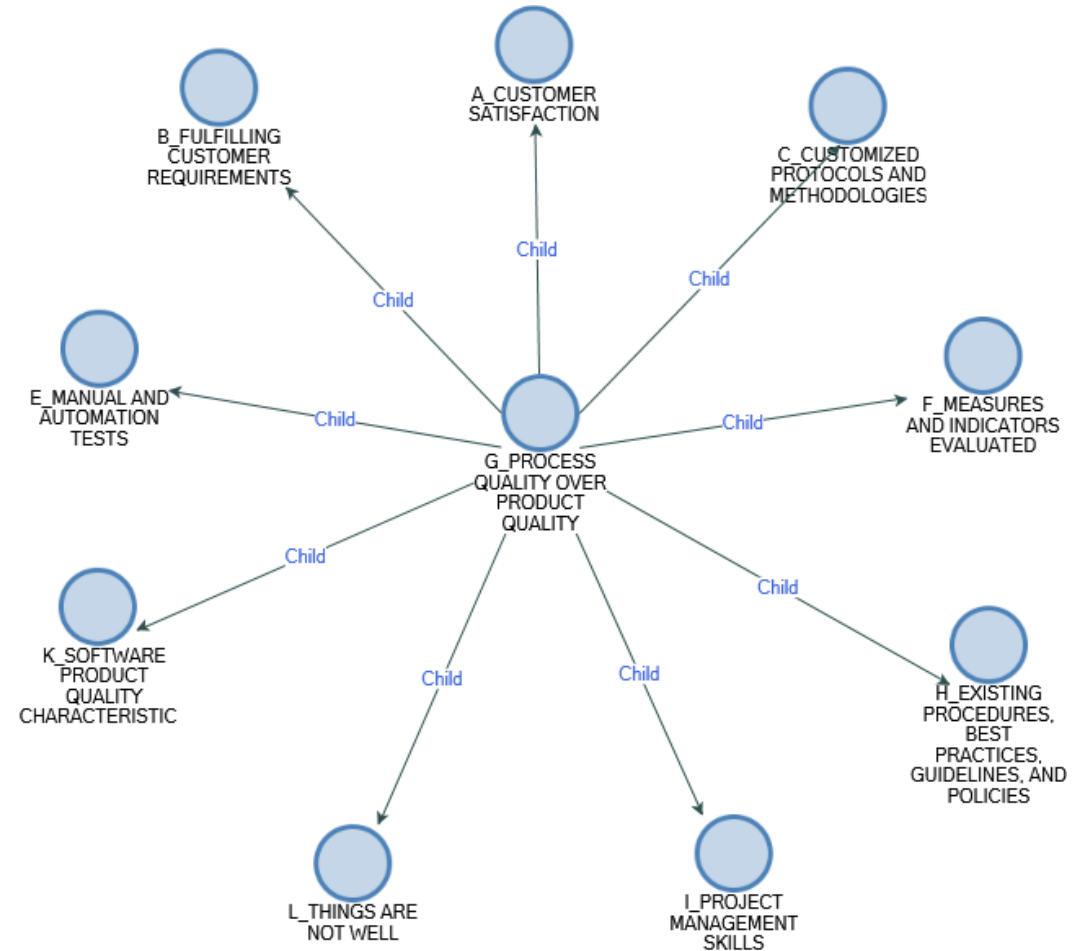 A_CUSTOMER
SATISFACTION
B_FULFILLING
CUSTOMER
REQUIREMENTS
C_CUSTOMIZED
PROTOCOLS AND
METHODOLOGIES
Child
Child
Child
E_MANUAL AND
AUTOMATION
TESTS
F_MEASURES
AND INDICATORS
EVALUATED
Child
Child
G_PROCESS
QUALITY OVER
PRODUCT
QUALITY
Child
Child
K_SOFTWARE
PRODUCT
QUALITY
CHARACTERISTIC
Child
Child
H_EXISTING
PROCEDURES,
BEST
PRACTICES,
GUIDELINES, AND
POLICIES
L_THINGS ARE
NOT WELL
I_PROJECT
MANAGEMENT
SKILLS